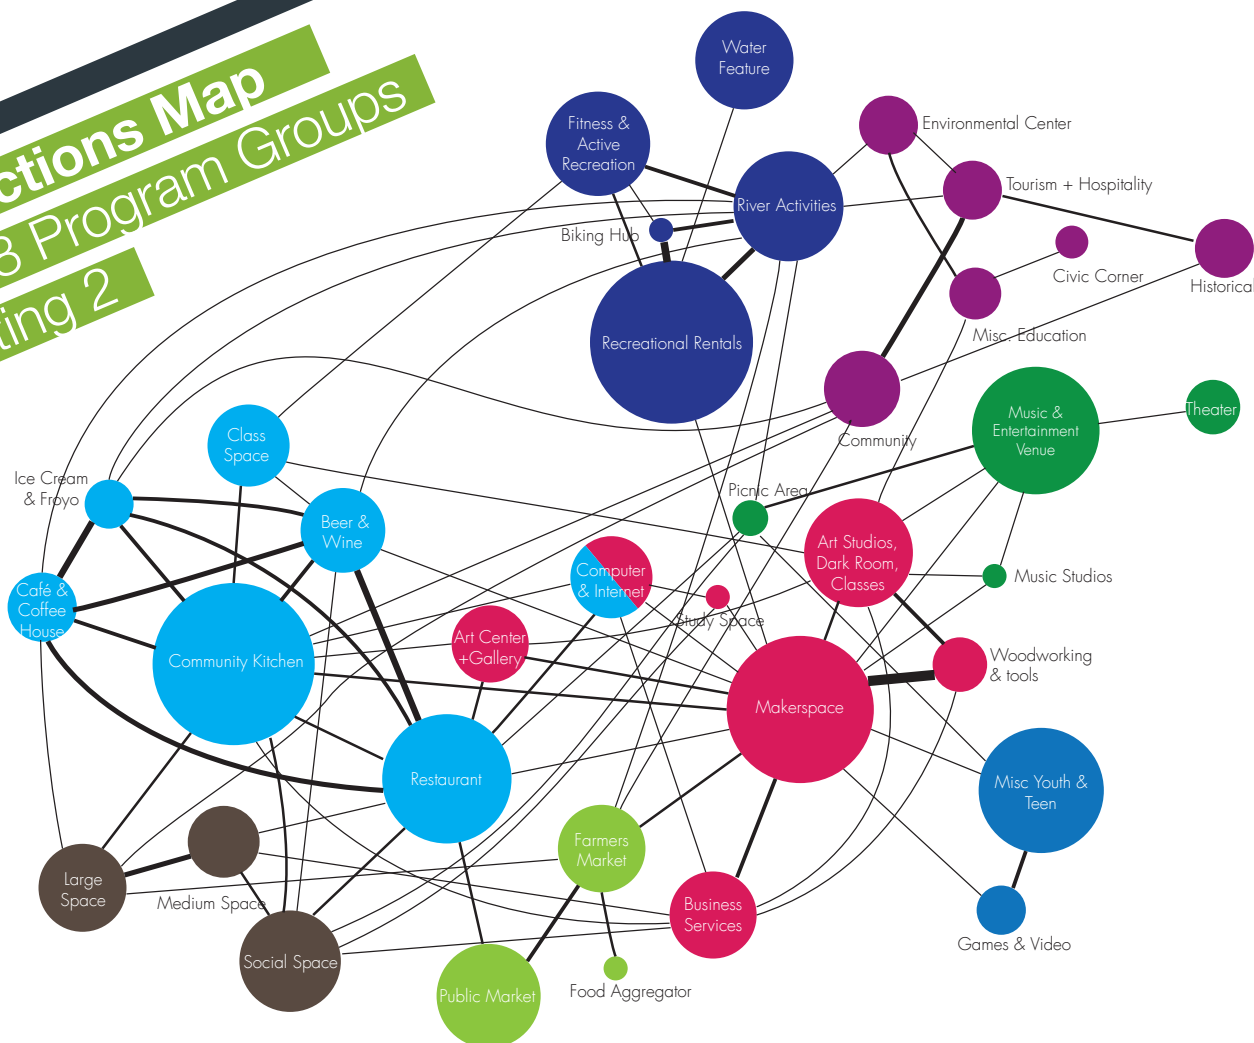 ctions Map
8 Program Groups
ting 2
Water
Feature
Fitness &
Active
Recreation
Environmental Center
Tourism + Hospitality
River Activities
Biking Hub
Civic Corner
Historical
Recreational Rentals
Misc. Education
Community
Music &
Entertainment
Venue
Theater
Class
Space
Ice Cream
& Froyo
Beer &
Wine
Picnic Area
Art Studios,
Dark Room,
Classes
Computer
& Internet
Music Studios
Café &
Coffee
House
Study Space
Art Center
+Gallery
Community Kitchen
Woodworking
& tools
Makerspace
Restaurant
Misc Youth &
Teen
Farmers
Market
Large
Space
Medium Space
Business
Services
Games & Video
Social Space
Public Market
Food Aggregator